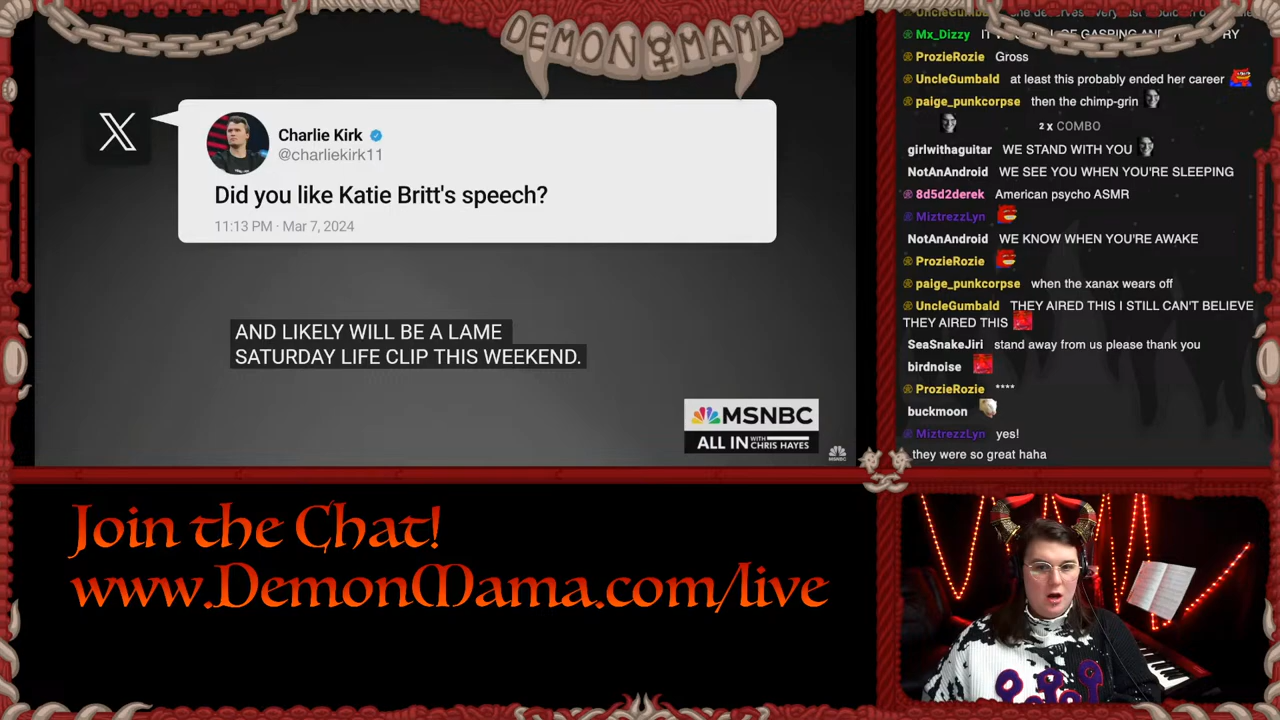 DEMON MAMA
Charlie Kirk
@charliekirk11
Did you like Katie Britt's speech?
11:13 PM · Mar 7, 2024
AND LIKELY WILL BE A LAME
SATURDAY LIFE CLIP THIS WEEKEND.
MSNBC
ALL IN WITH CHRIS HAYES
MSNBC
UncleGumbald
Mx_Dizzy
ProzieRozie Gross
UncleGumbald at least this probably ended her career
paige_punkcorpse then the chimp-grin
2 x COMBO
girlwithaguitar WE STAND WITH YOU
NotAnAndroid WE SEE YOU WHEN YOU'RE SLEEPING
8d5d2derek American psycho ASMR
MiztrezzLyn
NotAnAndroid WE KNOW WHEN YOU'RE AWAKE
ProzieRozie
paige_punkcorpse when the xanax wears off
UncleGumbald THEY AIRED THIS I STILL CAN'T BELIEVE
THEY AIRED THIS
SeaSnakeJiri stand away from us please thank you
birdnoise
ProzieRozie ****
buckmoon
MiztrezzLyn yes!
they were so great haha
Join the Chat!
www.DemonMama.com/live